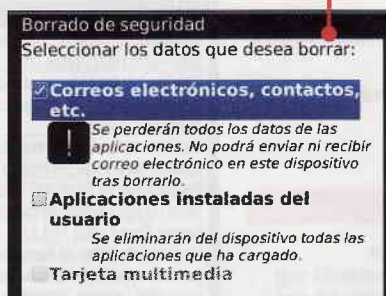 Borrado de seguridad
Seleccionar los datos que desea borrar:
Correos electrónicos, contactos,
etc.
Se perderán todos los datos de las
aplicaciones. No podrá enviar ni recibir
correo electrónico en este dispositivo
tras borrarlo.
Aplicaciones instaladas del
usuario
Se eliminarán del dispositivo todas las
aplicaciones que ha cargado.
Tarjeta multimedia